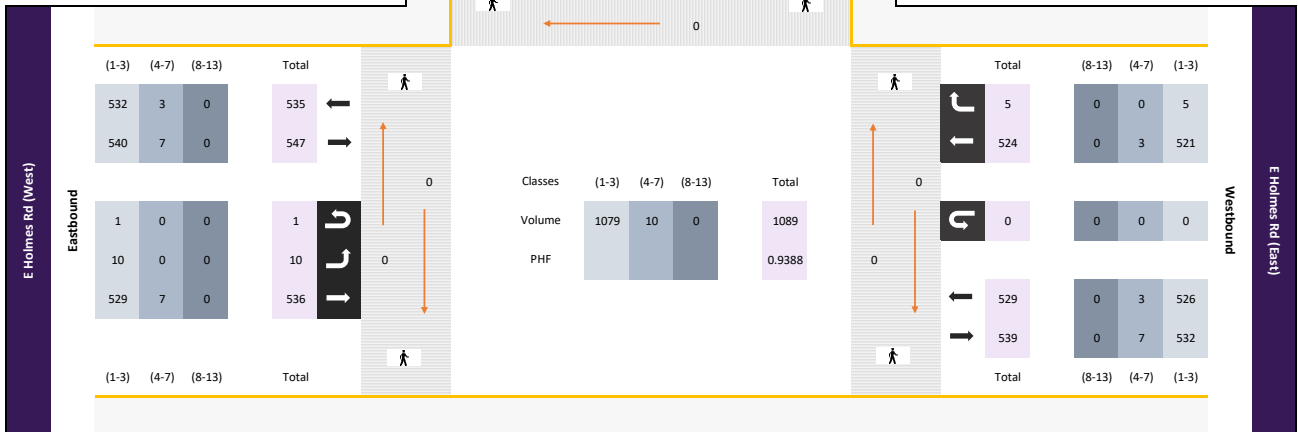 0
(1-3) (4-7) (8-13) Total
532 3 0 535
540 7 0 547
1 0 0 1
10 0 0 10
529 7 0 536
(1-3) (4-7) (8-13) Total
E Holmes Rd (West)
Eastbound
0
0
Classes (1-3) (4-7) (8-13) Total
Volume 1079 10 0 1089
PHF 0.9388
0
0
Total (8-13) (4-7) (1-3)
5 0 0 5
524 0 3 521
0 0 0 0
529 0 3 526
539 0 7 532
Total (8-13) (4-7) (1-3)
Westbound
E Holmes Rd (East)